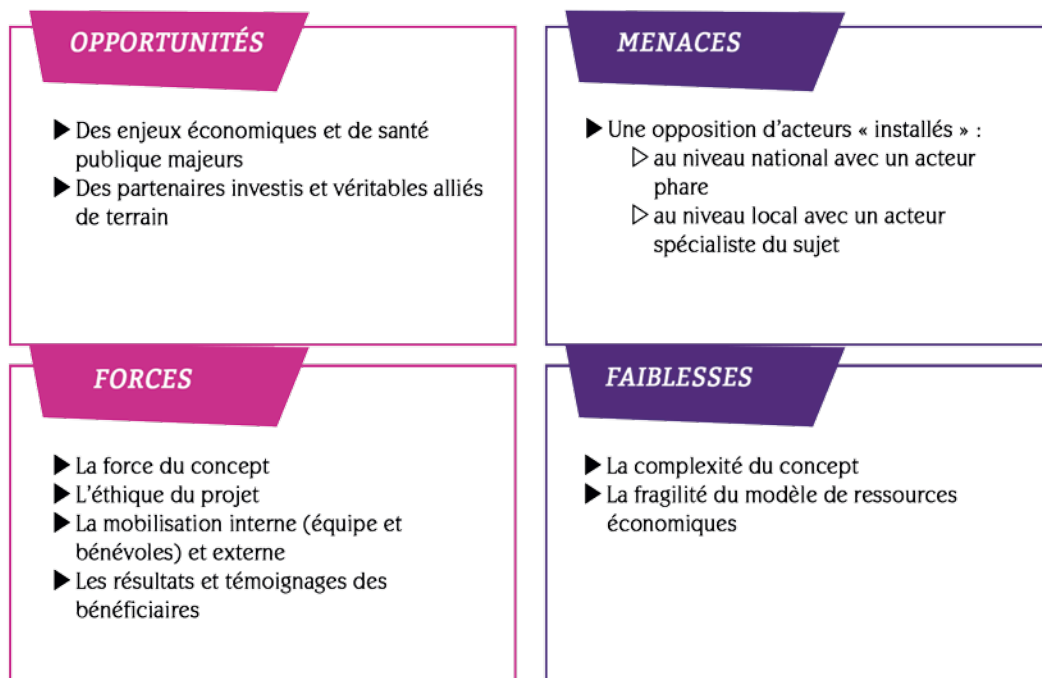 OPPORTUNITÉS
▶ Des enjeux économiques et de santé
publique majeurs
▶ Des partenaires investis et véritables alliés
de terrain
MENACES
▶ Une opposition d’acteurs « installés » :
▷ au niveau national avec un acteur
phare
▷ au niveau local avec un acteur
spécialiste du sujet
FORCES
▶ La force du concept
▶ L’éthique du projet
▶ La mobilisation interne (équipe et
bénévoles) et externe
▶ Les résultats et témoignages des
bénéficiaires
FAIBLESSES
▶ La complexité du concept
▶ La fragilité du modèle de ressources
économiques